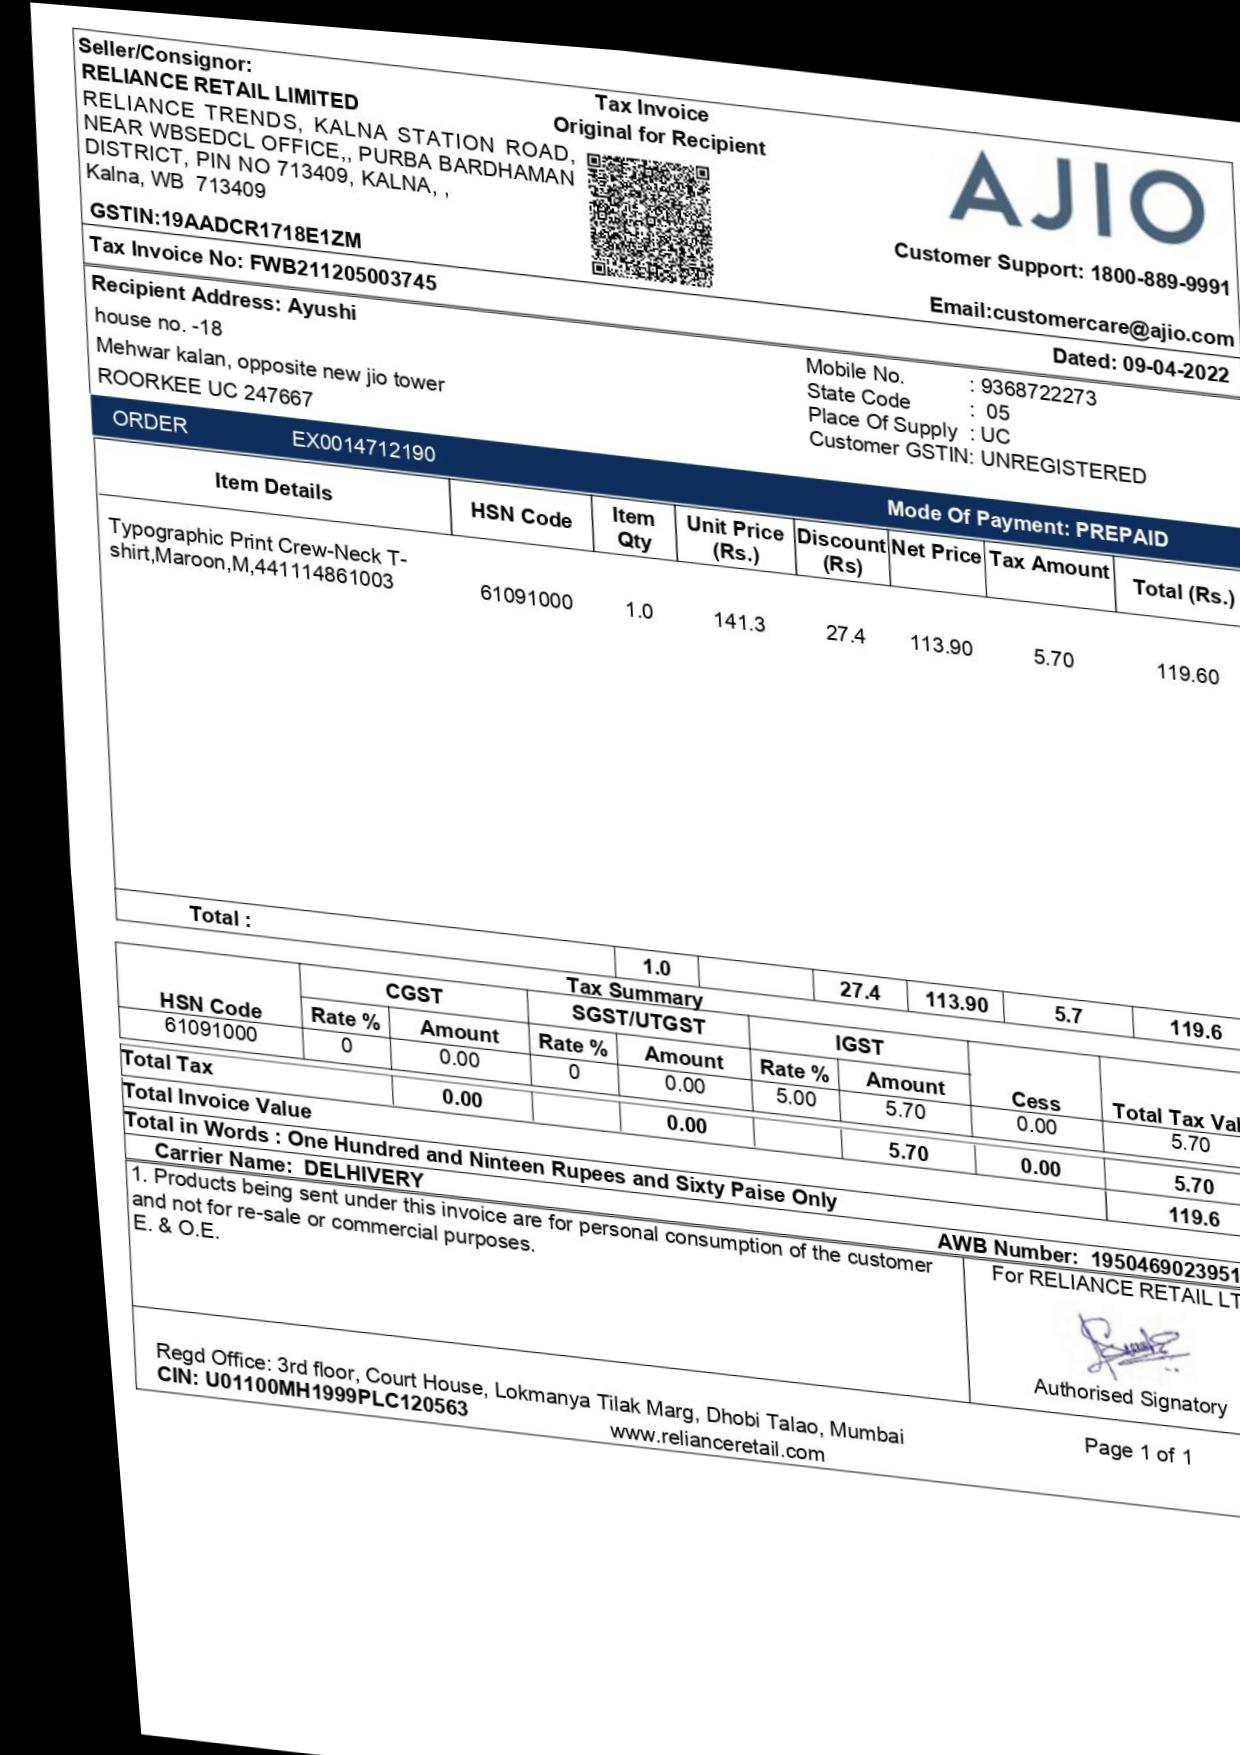 Seller/Consignor:
RELIANCE RETAIL LIMITED
RELIANCE TRENDS, KALNA STATION ROAD,
NEAR WBSEDCL OFFICE,, PURBA BARDHAMAN
DISTRICT, PIN NO 713409, KALNA, ,
Kalna, WB 713409
GSTIN:19AADCR1718E1ZM
Tax Invoice
Original for Recipient
AJIO
Customer Support: 1800-889-9991
Email:customercare@ajio.com
Tax Invoice No: FWB211205003745
Dated: 09-04-2022
Recipient Address: Ayushi
house no. -18
Mehwar kalan, opposite new jio tower
ROORKEE UC 247667
Mobile No. : 9368722273
State Code : 05
Place Of Supply : UC
Customer GSTIN: UNREGISTERED
ORDER EX0014712190 Mode Of Payment: PREPAID
Item Details HSN Code Item Qty Unit Price (Rs.) Discount (Rs) Net Price Tax Amount Total (Rs.)
Typographic Print Crew-Neck T-
shirt,Maroon,M,441114861003 61091000 1.0 141.3 27.4 113.90 5.70 119.60
Total : 1.0 27.4 113.90 5.7 119.6
Tax Summary
HSN Code CGST SGST/UTGST IGST Cess Total Tax Val
Rate % Amount Rate % Amount Rate % Amount
61091000 0 0.00 0 0.00 5.00 5.70 0.00 5.70
Total Tax 0.00 0.00 5.70 0.00 5.70
Total Invoice Value 119.6
Total in Words : One Hundred and Ninteen Rupees and Sixty Paise Only
Carrier Name: DELHIVERY AWB Number: 1950469023951
1. Products being sent under this invoice are for personal consumption of the customer
and not for re-sale or commercial purposes.
E. & O.E.
For RELIANCE RETAIL LT
Authorised Signatory
Regd Office: 3rd floor, Court House, Lokmanya Tilak Marg, Dhobi Talao, Mumbai
CIN: U01100MH1999PLC120563
www.relianceretail.com
Page 1 of 1